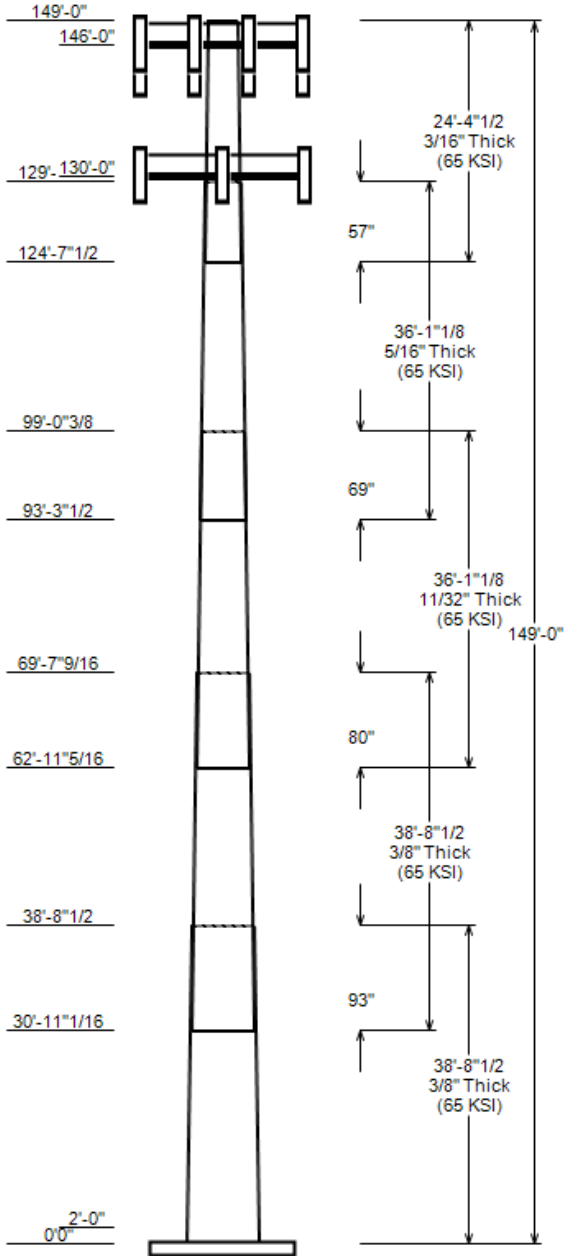 149'-0"
146'-0"
24'-4"1/2
3/16" Thick
(65 KSI)
129'-
130'-0"
57"
124'-7"1/2
36'-1"1/8
5/16" Thick
(65 KSI)
99'-0"3/8
69"
93'-3"1/2
36'-1"1/8
11/32" Thick
(65 KSI)
149'-0"
69'-7"9/16
80"
62'-11"5/16
38'-8"1/2
3/8" Thick
(65 KSI)
38'-8"1/2
93"
30'-11"1/16
38'-8"1/2
3/8" Thick
(65 KSI)
2'-0"
0'0"